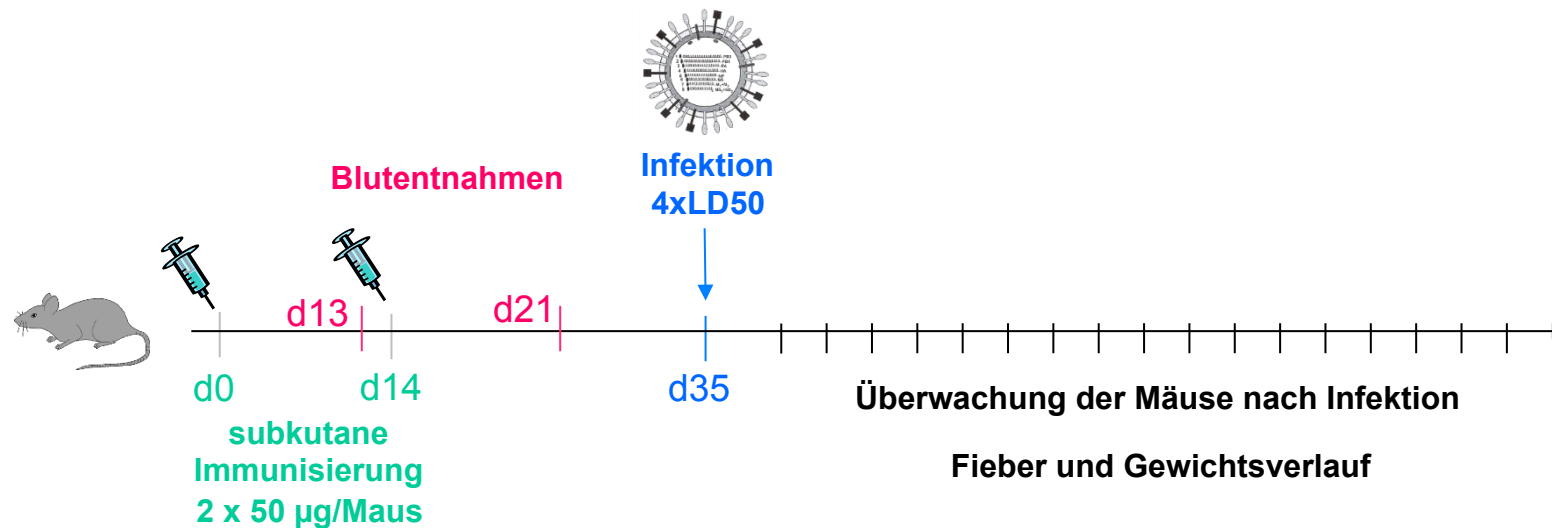 Blutentnahmen
Infektion
4xLD50
d13
d21
d0
d14
d35
subkutane
Immunisierung
2 x 50 µg/Maus
Überwachung der Mäuse nach Infektion
Fieber und Gewichtsverlauf